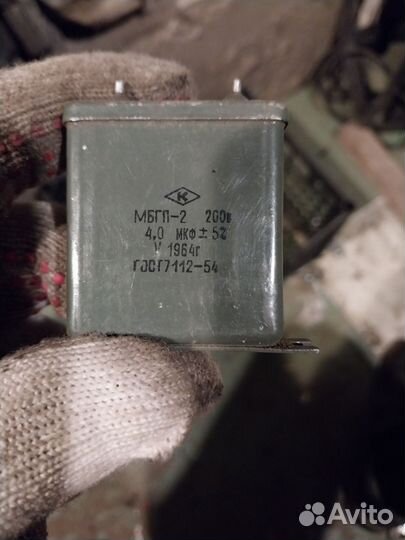 К
МБГП-2 200в
4,0 мкф ± 5%
V 1964г
ГОСТ7112-54
Avito